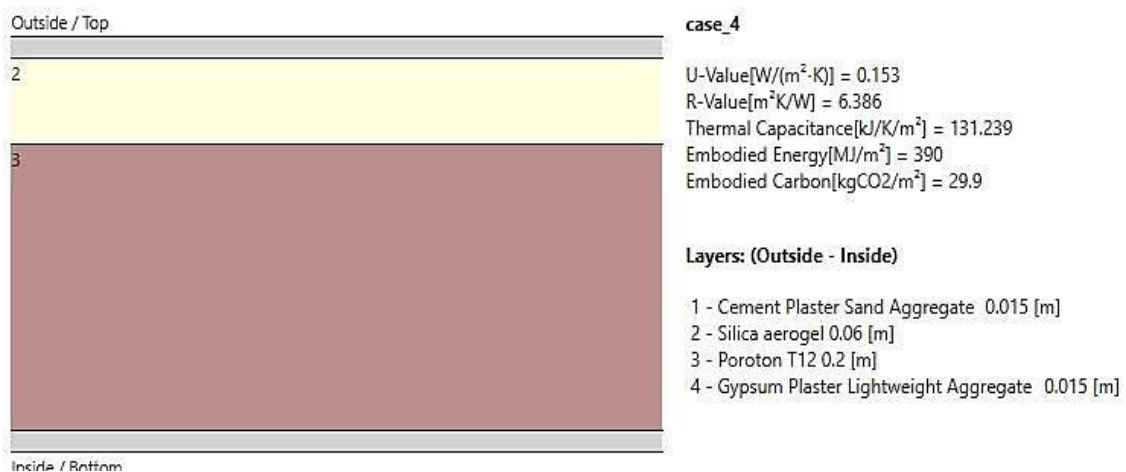 Outside / Top
2
3
Inside / Bottom
case_4
U-Value[W/(m²·K)] = 0.153
R-Value[m²K/W] = 6.386
Thermal Capacitance[kJ/K/m²] = 131.239
Embodied Energy[MJ/m²] = 390
Embodied Carbon[kgCO2/m²] = 29.9
Layers: (Outside - Inside)
1 - Cement Plaster Sand Aggregate 0.015 [m]
2 - Silica aerogel 0.06 [m]
3 - Poroton T12 0.2 [m]
4 - Gypsum Plaster Lightweight Aggregate 0.015 [m]